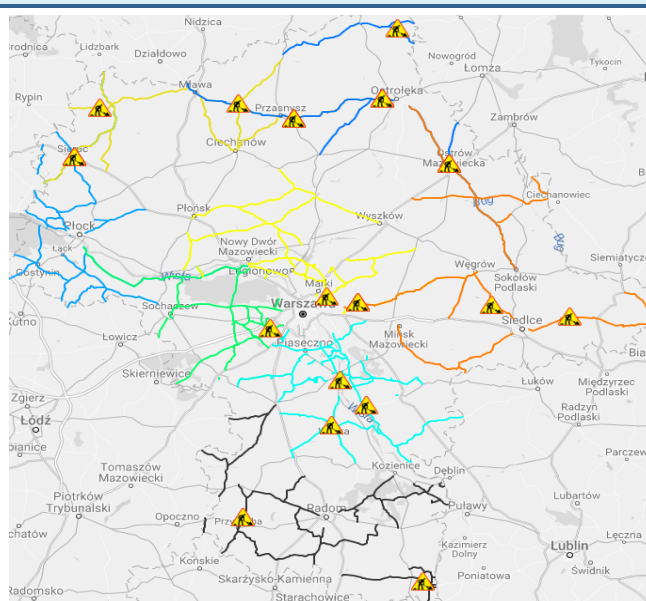 Nidzica
Lidzbark
Działdowo
Nowogród
Łomża
Tykocin
Rypin
Mława
Przasnysz
Ostrołęka
Zambrów
Sierpc
Ciechanów
Ostrów
Mazowiecka
Ciechanowiec
Płońsk
Wyszków
Bug
Bug
Płock
Łąck
Nowy Dwór
Mazowiecki
Legionowo
Węgrów
Sokołów
Podlaski
Siemiatycze
Gostynin
Wisła
Marki
Warszawa
Sochaczew
Kutno
Łowicz
Piaseczno
Mińsk
Mazowiecki
Siedlce
Skierniewice
Łuków
Międzyrzec
Podlaski
Zgierz
Łódź
Radzyń
Podlaski
Wisła
Kozienice
Dęblin
Tomaszów
Mazowiecki
Piotrków
Trybunalski
Opoczno
Radom
Puławy
Lubartów
Łęczna
Końskie
Kazimierz
Dolny
Lublin
Poniatowa
Świdnik
Radomsko
Skarżysko-Kamienna
Starachowice